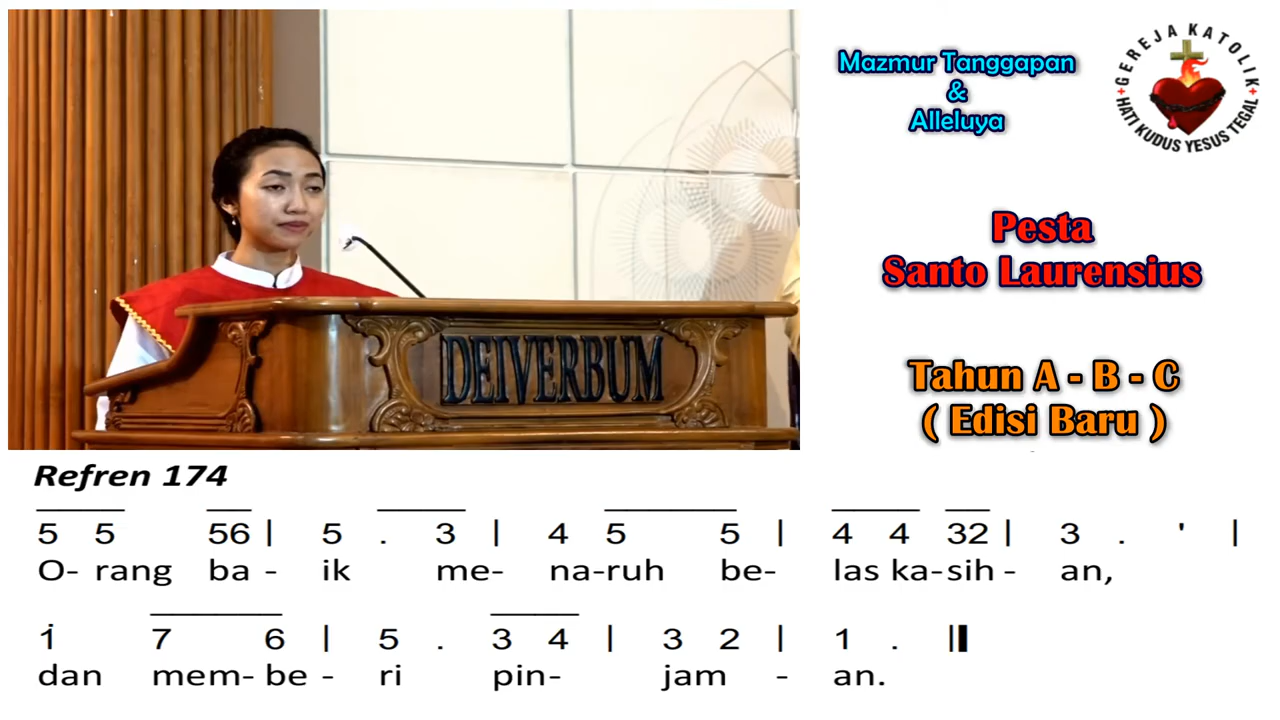 Mazmur Tanggapan
&
Alleluya
GEREJA KATOLIK
HATI KUDUS YESUS TEGAL
Pesta
Santo Laurensius
Tahun A - B - C
( Edisi Baru )
DEI VERBUM
Refren 174
5 5 56 | 5 . 3 | 4 5 5 | 4 4 32 | 3 . ' |
O- rang ba - ik me- na-ruh be- las ka-sih - an,
i 7 6 | 5 . 3 4 | 3 2 | 1 . ||
dan mem- be - ri pin- jam - an.